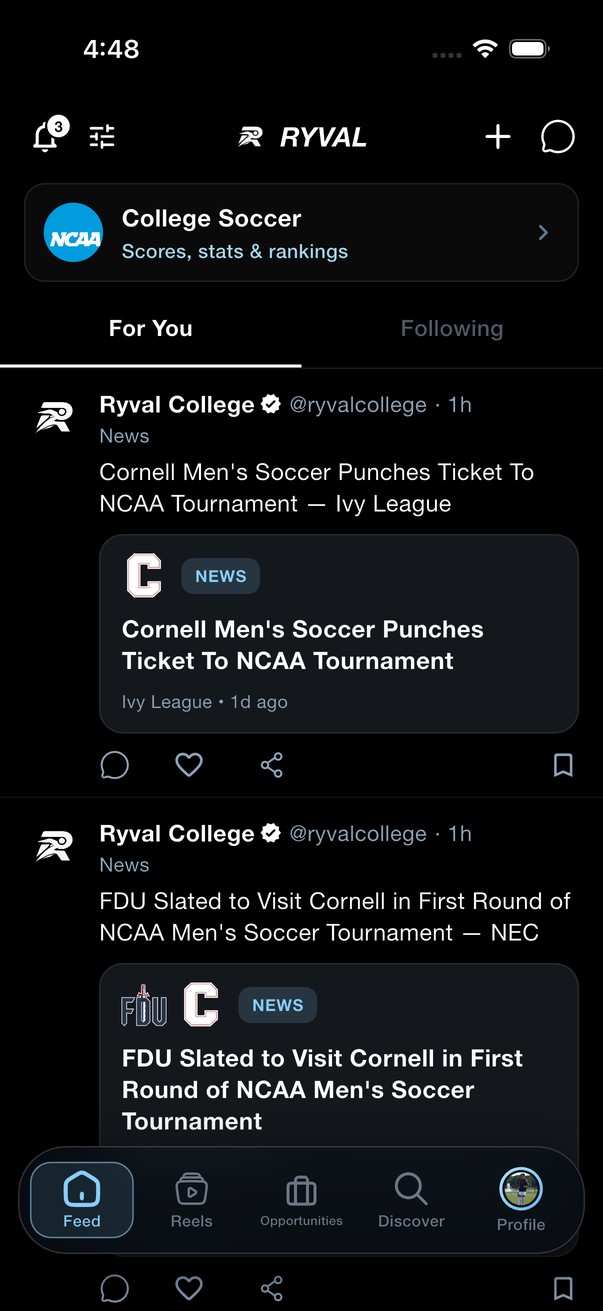 4:48
3
RYVAL
NCAA
College Soccer
Scores, stats & rankings
For You
Following
Ryval College @ryvalcollege · 1h
News
Cornell Men's Soccer Punches Ticket To
NCAA Tournament — Ivy League
C
NEWS
Cornell Men's Soccer Punches
Ticket To NCAA Tournament
Ivy League • 1d ago
Ryval College @ryvalcollege · 1h
News
FDU Slated to Visit Cornell in First Round of
NCAA Men's Soccer Tournament — NEC
FDU
C
NEWS
FDU Slated to Visit Cornell in First
Round of NCAA Men's Soccer
Tournament
Feed
Reels
Opportunities
Discover
Profile